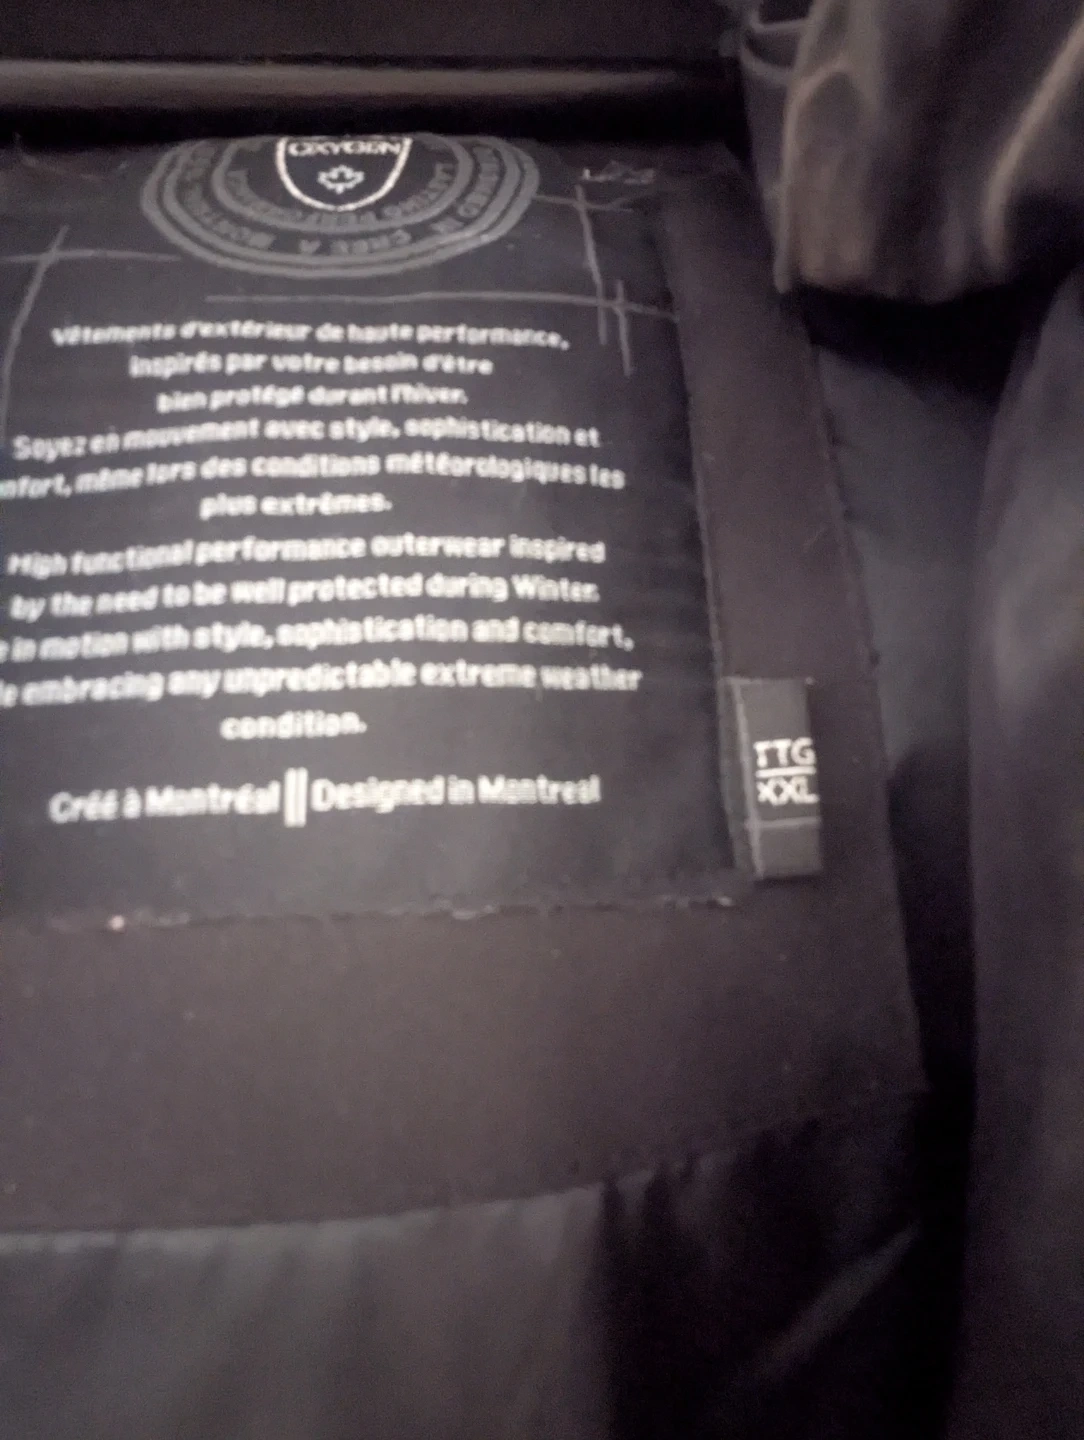 OXYGEN
Vêtements d'extérieur de haute performance,
inspirés par votre besoin d'être
bien protégé durant l'hiver.
Soyez en mouvement avec style, sophistication et
nfort, même lors des conditions météorologiques les
plus extrêmes.
High functional performance outerwear inspired
by the need to be well protected during Winter.
e in motion with style, sophistication and comfort,
le embracing any unpredictable extreme weather
condition.
Créé à Montréal || Designed in Montreal
TTG
XXL